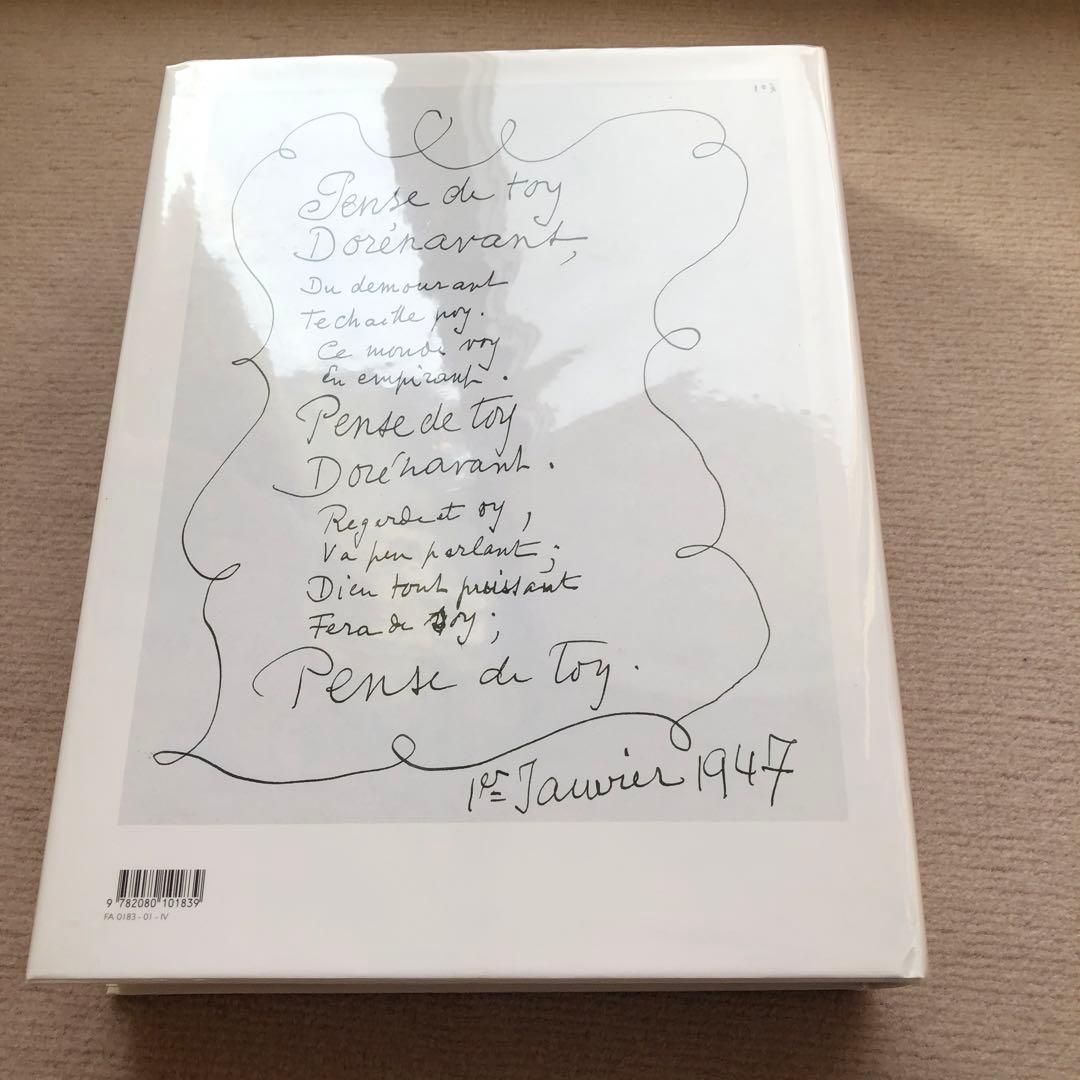 Pense de toy
Dorénavant,
Du demourant
Te chaille poy.
Ce monde voy
En empirant.
Pense de toy
Dorénavant.
Regarde et oy,
Va peu parlant;
Dieu tout puissant
Fera de toy;
Pense de toy.
1er Janvier 1947
9 782080 101839
FA 0183-01-IV